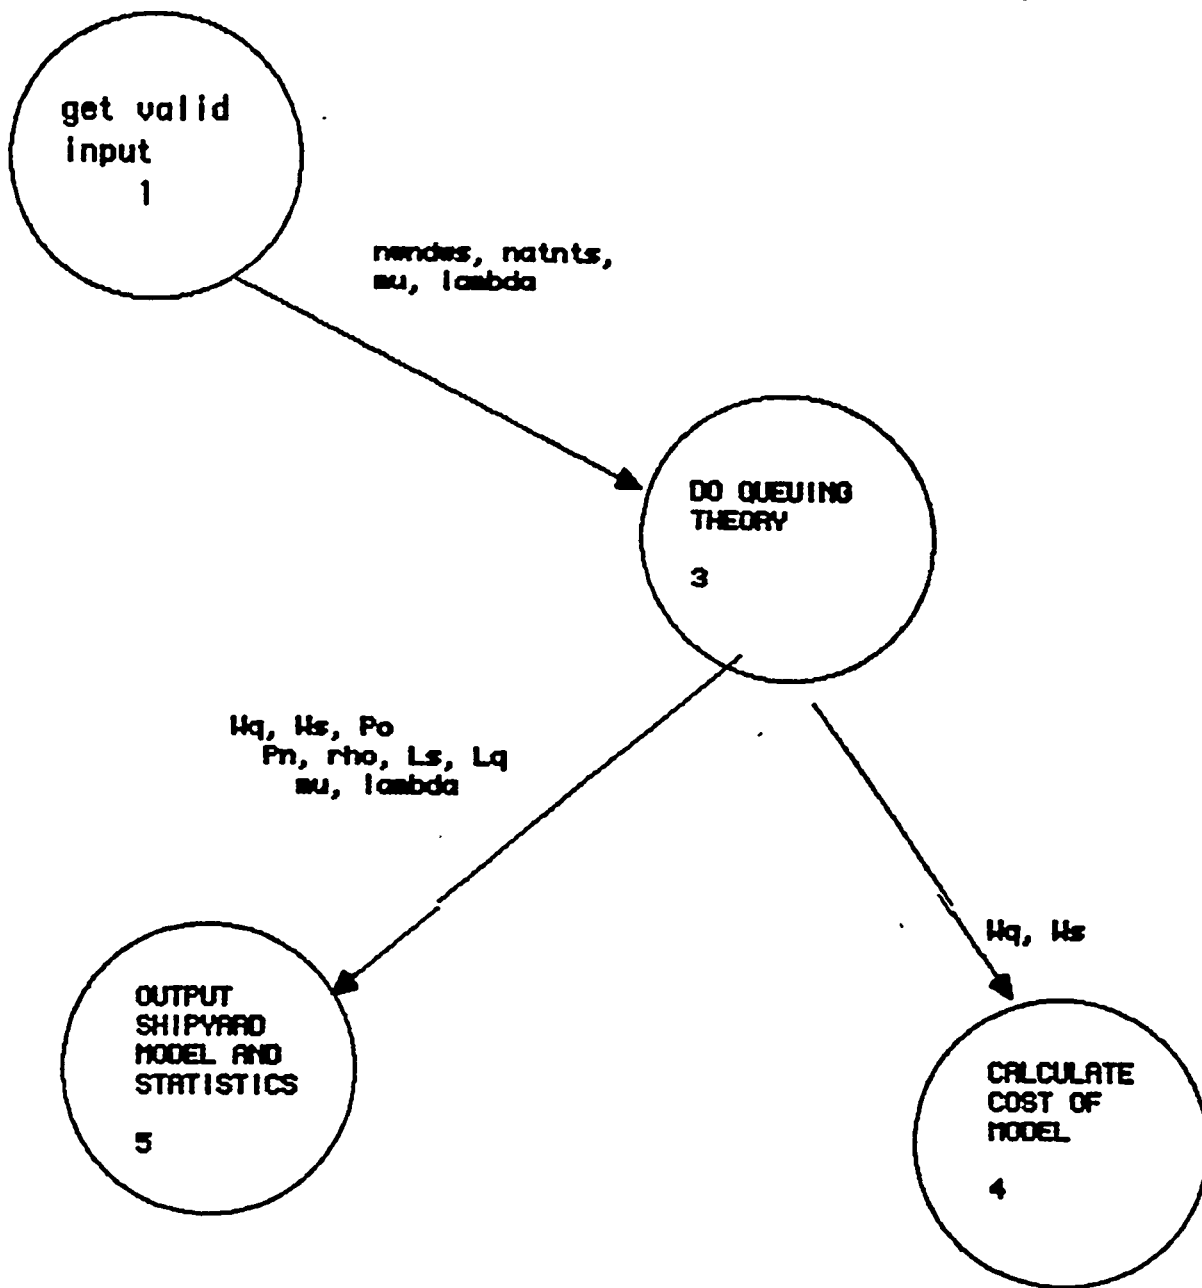 get valid
input
1
nwndws, natnts,
mu, lambda
DO QUEUING
THEORY
3
Wq, Ws, Po
Pn, rho, Ls, Lq
mu, lambda
Wq, Ws
OUTPUT
SHIPYARD
MODEL AND
STATISTICS
5
CALCULATE
COST OF
MODEL
4